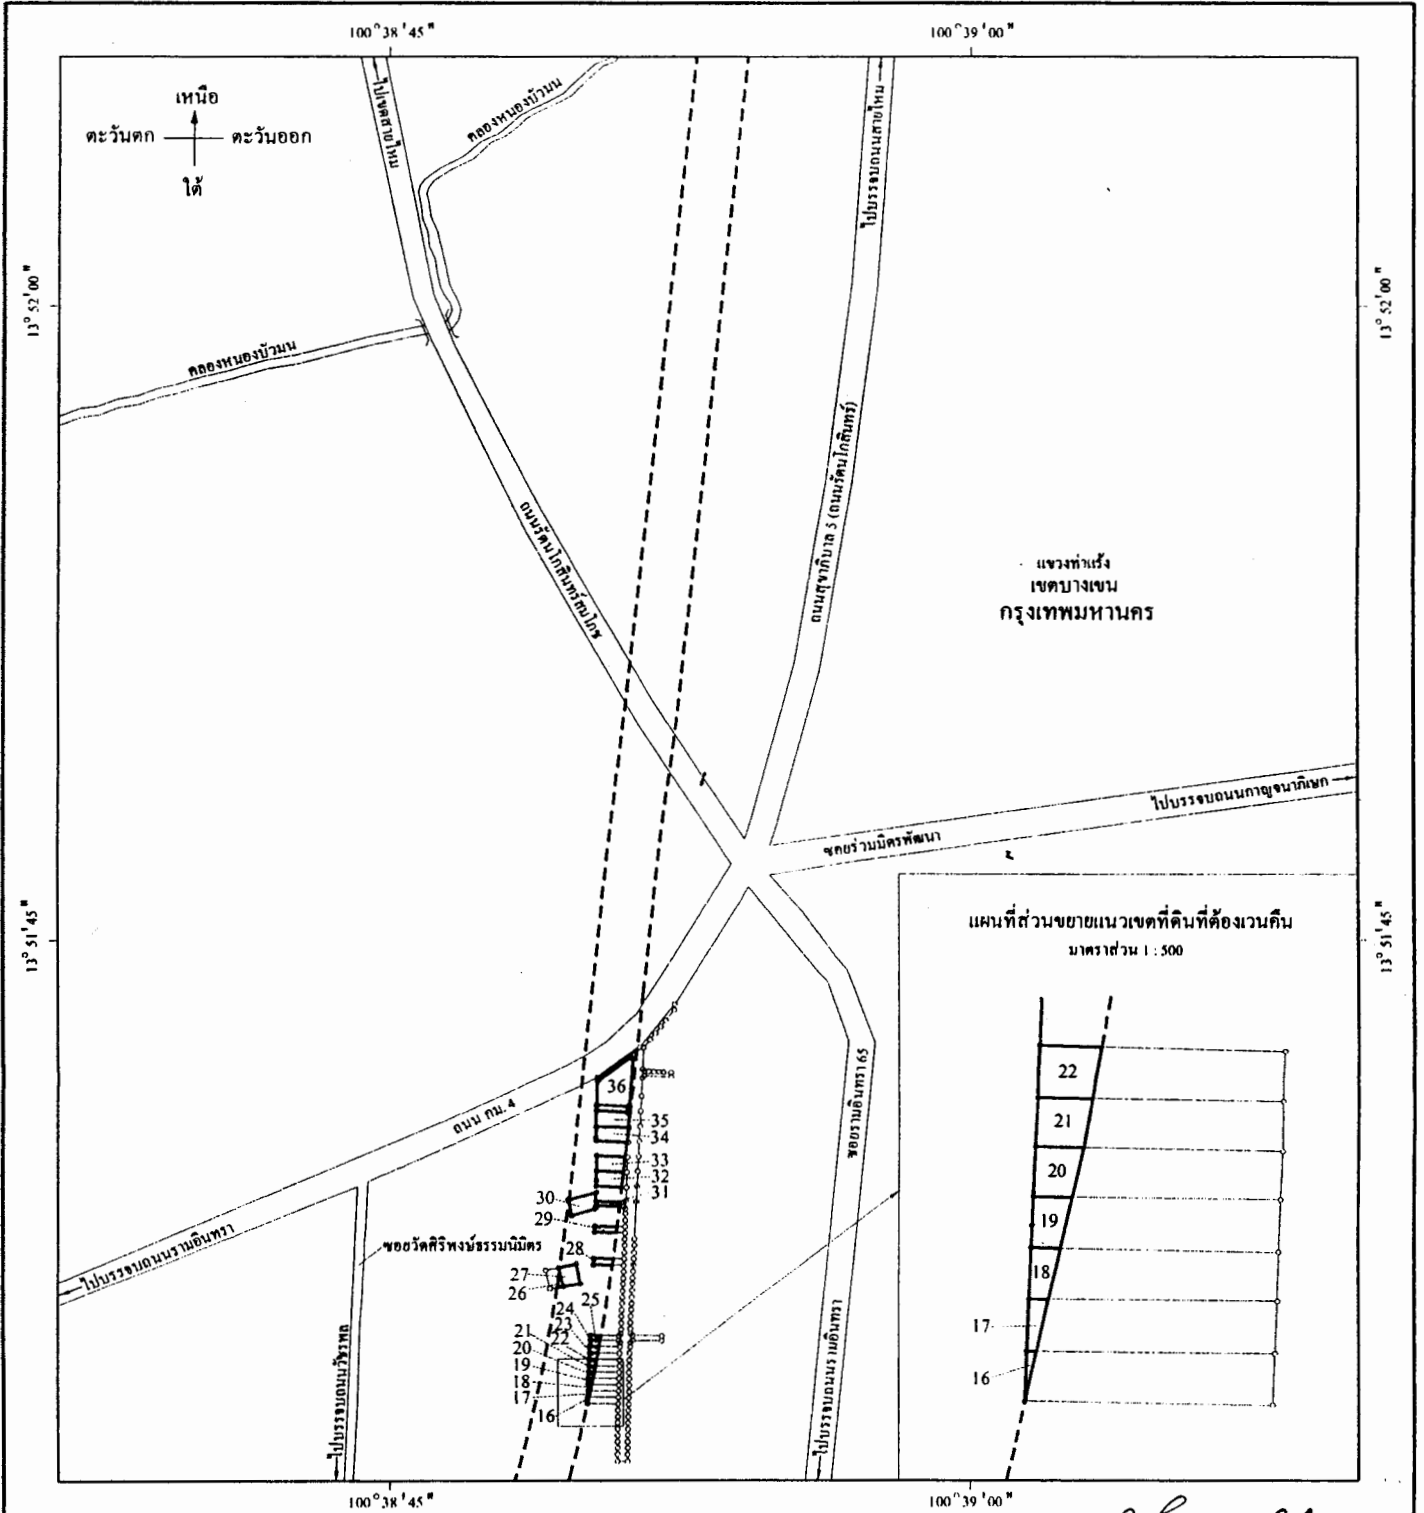 100°38'45"
100°39'00"
เหนือ
ตะวันตก
ตะวันออก
ใต้
ไปเขตสายไหม
คลองหนองบัวมน
ไปบรรจบถนนสายไหม
13°52'00"
13°52'00"
คลองหนองบัวมน
ถนนรัตนโกสินทร์สมโภช
ถนนสุขาภิบาล 5 (ถนนรัตนโกสินทร์)
แขวงท่าแร้ง
เขตบางเขน
กรุงเทพมหานคร
ไปบรรจบถนนกาญจนาภิเษก
ซอยร่วมมิตรพัฒนา
13°51'45"
13°51'45"
แผนที่ส่วนขยายแนวเขตที่ดินที่ต้องเวนคืน
มาตราส่วน 1 : 500
22
21
20
19
18
17
16
ถนน กม. 4
ซอยรามอินทรา 65
36
35
34
33
32
31
30
29
28
27
26
25
24
23
22
21
20
19
18
17
16
ซอยวัดศิริพงษ์ธรรมนิมิตร
ไปบรรจบถนนรามอินทรา
ไปบรรจบถนนวัชรพล
ไปบรรจบถนนรามอินทรา
100°38'45"
100°39'00"